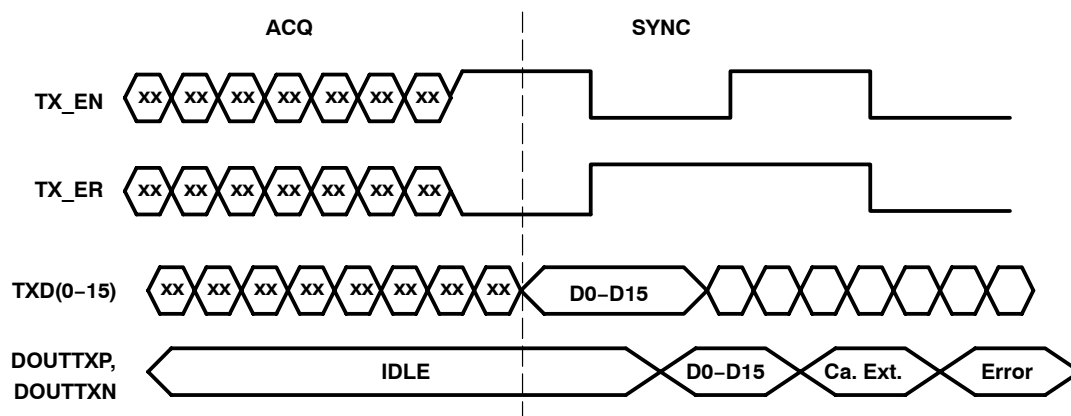 ACQ SYNC
TX_EN xx xx xx xx xx xx xx
TX_ER xx xx xx xx xx xx xx
TXD(0−15) xx xx xx xx xx xx xx xx D0−D15
DOUTTXP,
DOUTTXN IDLE D0−D15 Ca. Ext. Error